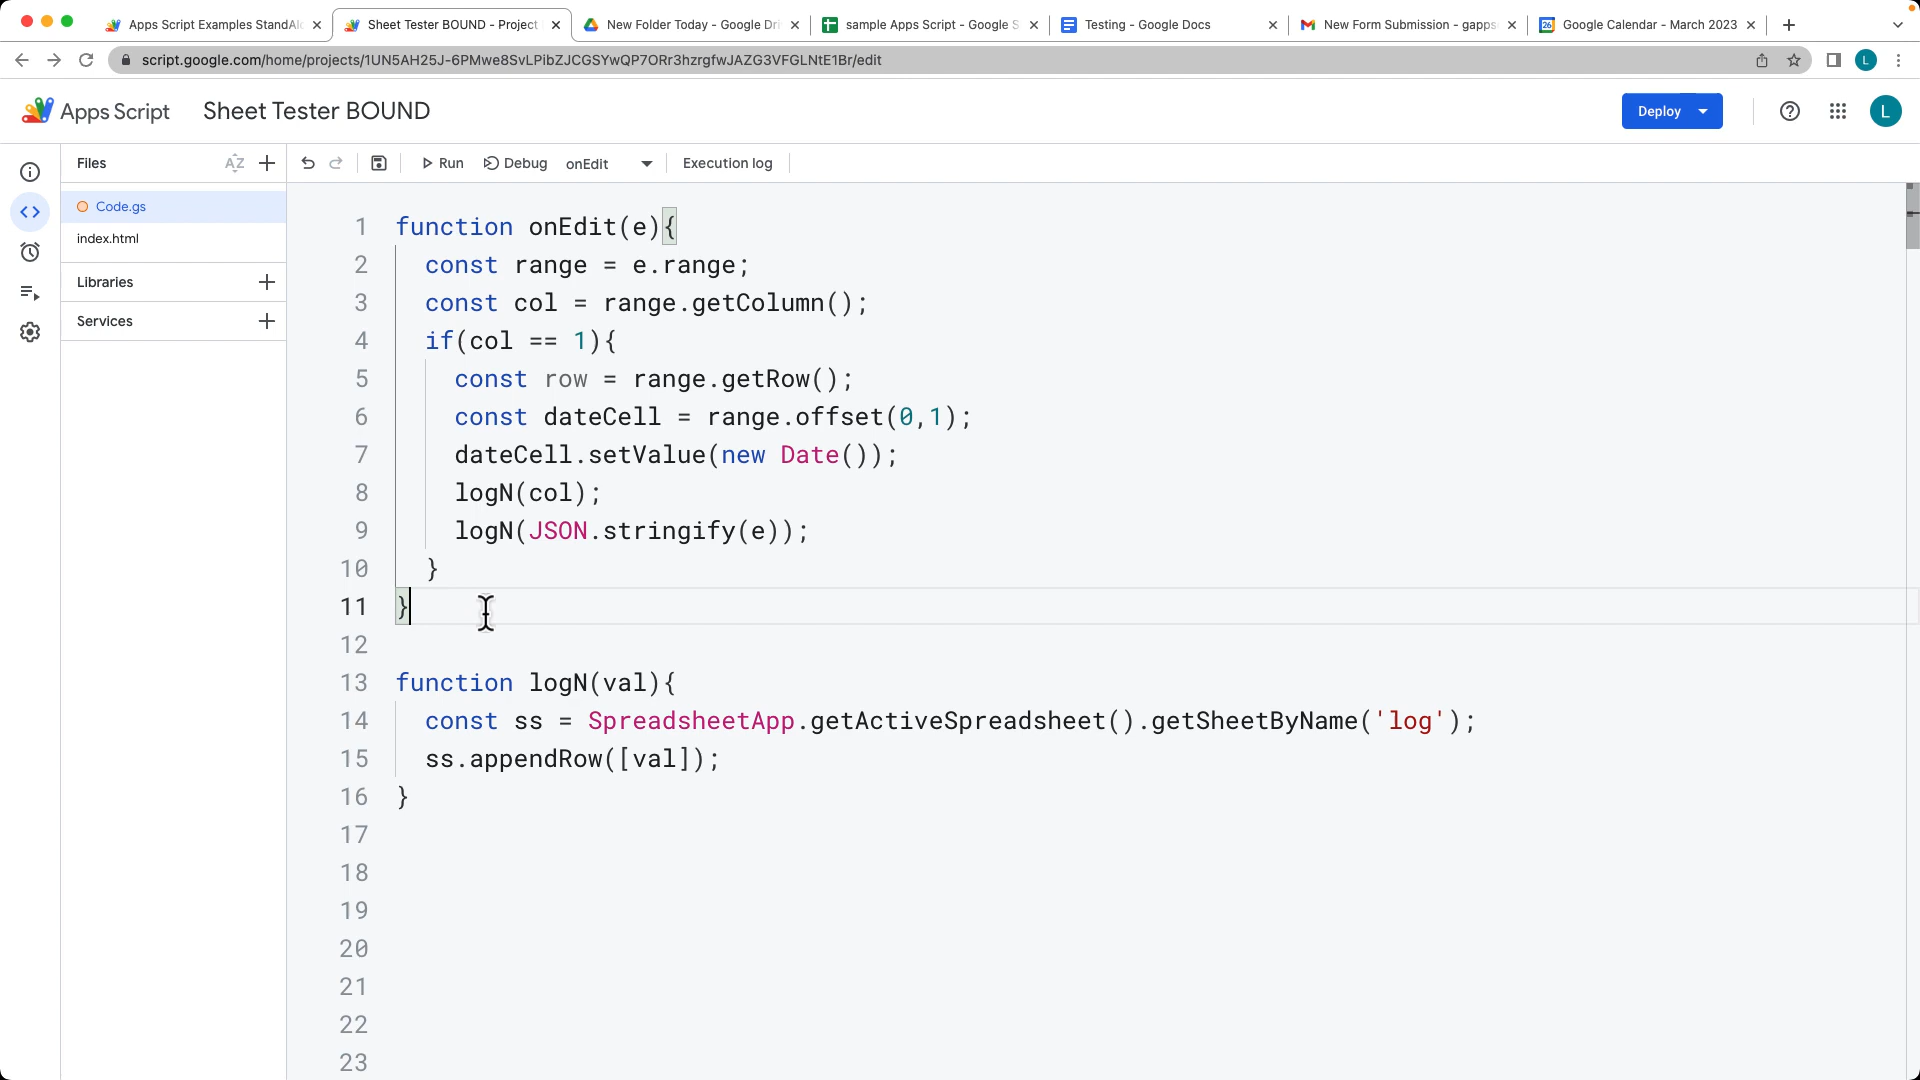 Apps Script Examples StandAl
Sheet Tester BOUND - Project
New Folder Today - Google Dri
sample Apps Script - Google S
Testing - Google Docs
New Form Submission - gapps
26
Google Calendar - March 2023
script.google.com/home/projects/1UN5AH25J-6PMwe8SvLPibZJCGSYwQP7ORr3hzrgfwJAZG3VFGLNtE1Br/edit
L
Apps Script
Sheet Tester BOUND
Deploy
L
Files
AZ
Run
Debug
onEdit
Execution log
Code.gs
index.html
Libraries
Services
1 function onEdit(e){
2 const range = e.range;
3 const col = range.getColumn();
4 if(col == 1){
5 const row = range.getRow();
6 const dateCell = range.offset(0,1);
7 dateCell.setValue(new Date());
8 logN(col);
9 logN(JSON.stringify(e));
10 }
11 }
12
13 function logN(val){
14 const ss = SpreadsheetApp.getActiveSpreadsheet().getSheetByName('log');
15 ss.appendRow([val]);
16 }
17
18
19
20
21
22
23